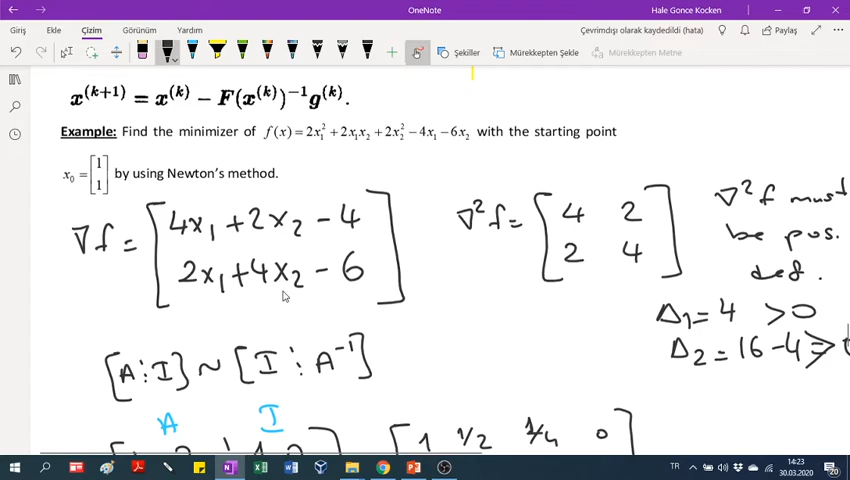 OneNote
Hale Gonce Kocken
Giriş Ekle Çizim Görünüm Yardım
Çevrimdışı (hata) Paylaş
Şekiller Mürekkepten Şekle Mürekkepten Metne
x^(k+1) = x^(k) − F(x^(k))^−1 g^(k).
Example: Find the minimizer of f(x) = 2x₁² + 2x₁x₂ + 2x₂² − 4x₁ − 6x₂ with the starting point
x₀ = [1 1] by using Newton's method.
∇f = [4x₁ + 2x₂ − 4
2x₁ + 4x₂ − 6]
∇²f = [4 2
2 4]
∇²f must
be pos.
def.
Δ₁ = 4 > 0
Δ₂ = 16 − 4 =>
[A ⋮ I] ~ [I ⋮ A⁻¹]
A I
1 1/2 1/4 0
TR 14:23
30.03.2020
20